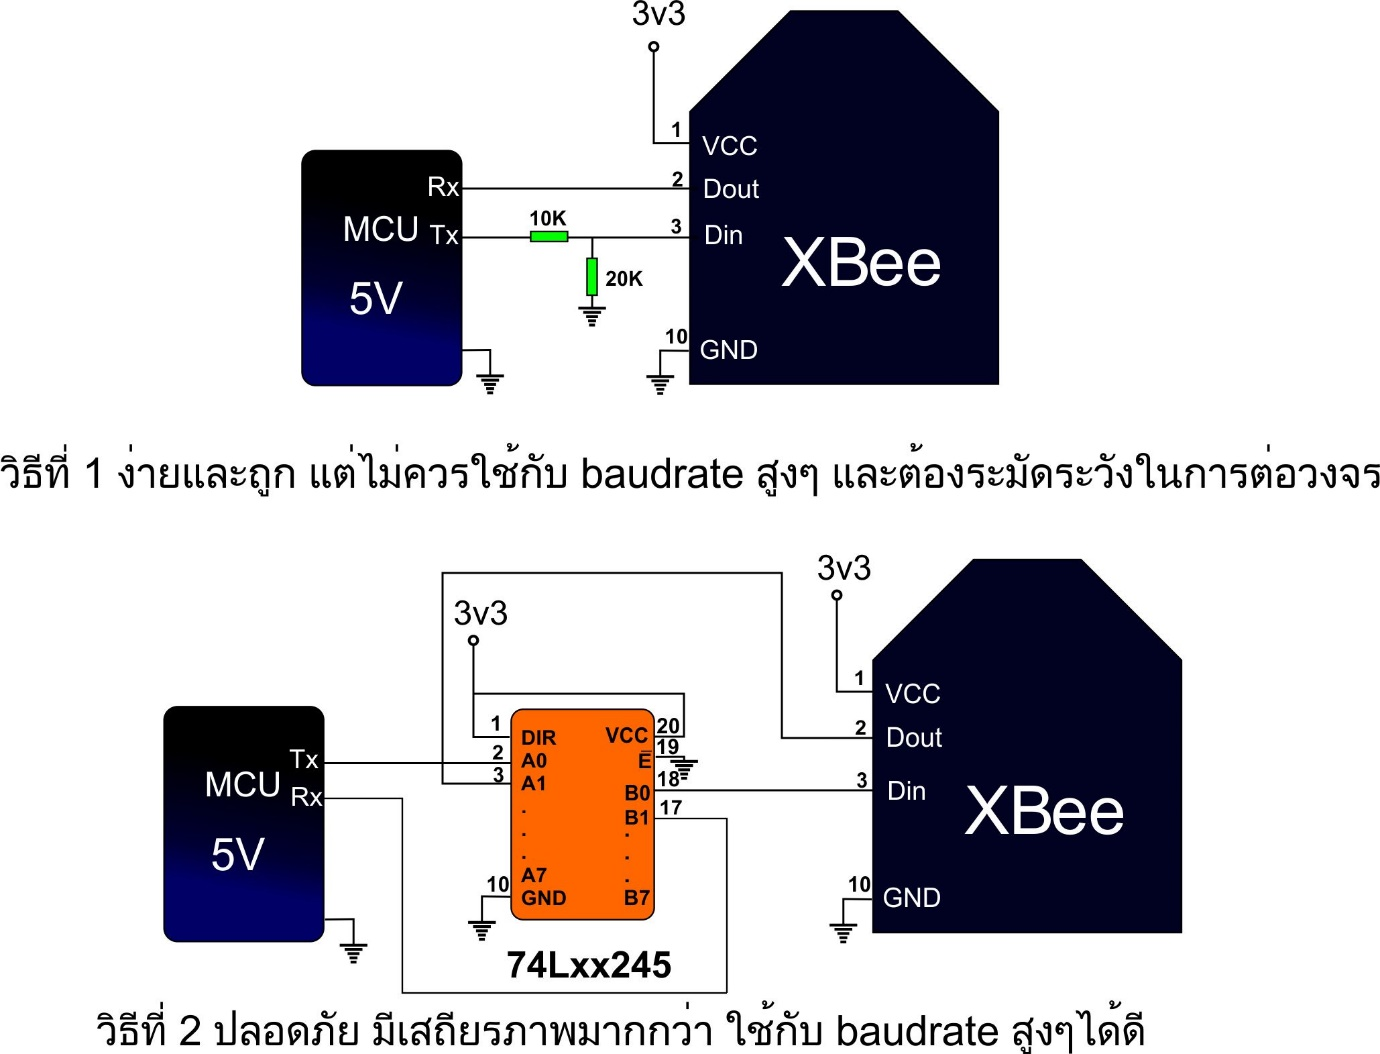 3v3
1 VCC
Rx 2 Dout
MCU Tx 10K 3 Din
XBee
5V 20K
10 GND
วิธีที่ 1 ง่ายและถูก แต่ไม่ควรใช้กับ baudrate สูงๆ และต้องระมัดระวังในการต่อวงจร
3v3
3v3
1 VCC
1 DIR VCC 20
2 Dout
Tx 2 A0 E̅ 19
MCU Rx 3 A1 B0 18
3 Din
XBee
. B1 17
. .
. .
5V
A7 .
10 GND B7
10 GND
74Lxx245
วิธีที่ 2 ปลอดภัย มีเสถียรภาพมากกว่า ใช้กับ baudrate สูงๆได้ดี